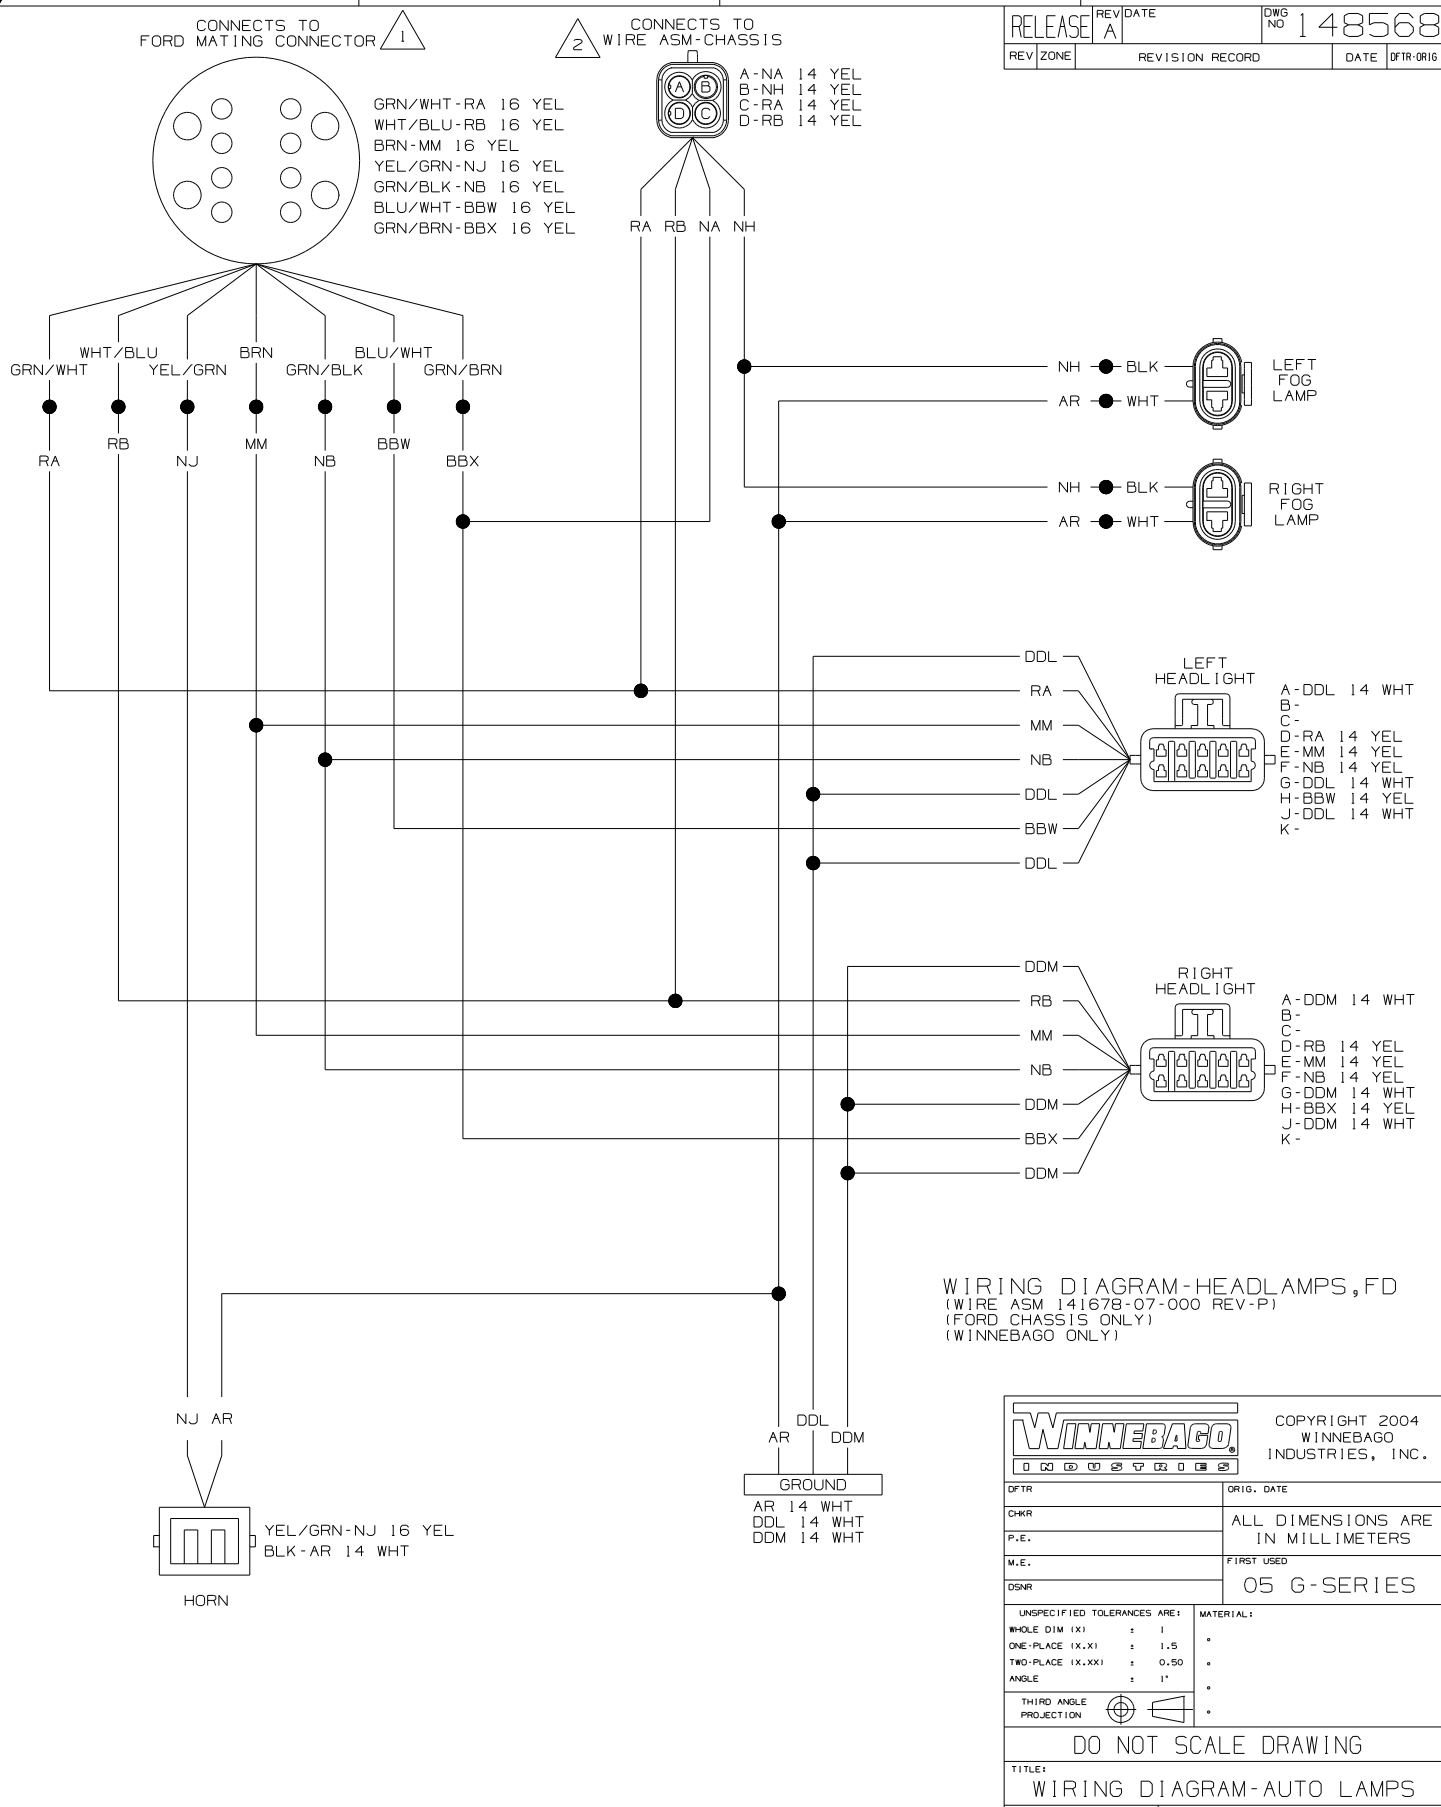 CONNECTS TO
FORD MATING CONNECTOR
1
2
CONNECTS TO
WIRE ASM-CHASSIS
RELEASE
REV
A
DATE
DWG
NO
148568
REV ZONE REVISION RECORD DATE DFTR-ORIG
GRN/WHT-RA 16 YEL
WHT/BLU-RB 16 YEL
BRN-MM 16 YEL
YEL/GRN-NJ 16 YEL
GRN/BLK-NB 16 YEL
BLU/WHT-BBW 16 YEL
GRN/BRN-BBX 16 YEL
A B
D C
A-NA 14 YEL
B-NH 14 YEL
C-RA 14 YEL
D-RB 14 YEL
RA RB NA NH
WHT/BLU BRN BLU/WHT
GRN/WHT YEL/GRN GRN/BLK GRN/BRN
RB MM BBW
RA NJ NB BBX
NH BLK
AR WHT
LEFT
FOG
LAMP
NH BLK
AR WHT
RIGHT
FOG
LAMP
DDL
RA
MM
NB
DDL
BBW
DDL
LEFT
HEADLIGHT
A-DDL 14 WHT
B-
C-
D-RA 14 YEL
E-MM 14 YEL
F-NB 14 YEL
G-DDL 14 WHT
H-BBW 14 YEL
J-DDL 14 WHT
K-
DDM
RB
MM
NB
DDM
BBX
DDM
RIGHT
HEADLIGHT
A-DDM 14 WHT
B-
C-
D-RB 14 YEL
E-MM 14 YEL
F-NB 14 YEL
G-DDM 14 WHT
H-BBX 14 YEL
J-DDM 14 WHT
K-
WIRING DIAGRAM-HEADLAMPS,FD
(WIRE ASM 141678-07-000 REV-P)
(FORD CHASSIS ONLY)
(WINNEBAGO ONLY)
NJ AR
YEL/GRN-NJ 16 YEL
BLK-AR 14 WHT
HORN
DDL
AR DDM
GROUND
AR 14 WHT
DDL 14 WHT
DDM 14 WHT
WINNEBAGO®
INDUSTRIES
COPYRIGHT 2004
WINNEBAGO
INDUSTRIES, INC.
DFTR
ORIG. DATE
CHKR
ALL DIMENSIONS ARE
IN MILLIMETERS
P.E.
M.E.
FIRST USED
05 G-SERIES
DSNR
UNSPECIFIED TOLERANCES ARE:
WHOLE DIM (X) ± 1
ONE-PLACE (X.X) ± 1.5
TWO-PLACE (X.XX) ± 0.50
ANGLE ± 1°
MATERIAL:
THIRD ANGLE
PROJECTION
DO NOT SCALE DRAWING
TITLE:
WIRING DIAGRAM-AUTO LAMPS